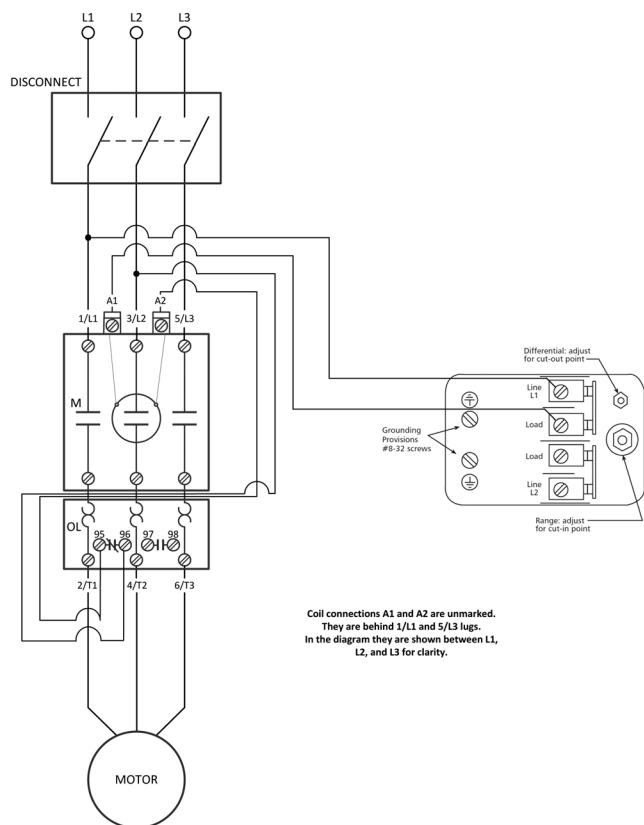 L1 L2 L3
DISCONNECT
A1 A2
1/L1 3/L2 5/L3
M
OL
95 96 97 98
2/T1 4/T2 6/T3
MOTOR
Differential: adjust
for cut-out point
Line
L1
Load
Grounding
Provisions
#8-32 screws
Load
Line
L2
Range: adjust
for cut-in point
Coil connections A1 and A2 are unmarked.
They are behind 1/L1 and 5/L3 lugs.
In the diagram they are shown between L1,
L2, and L3 for clarity.